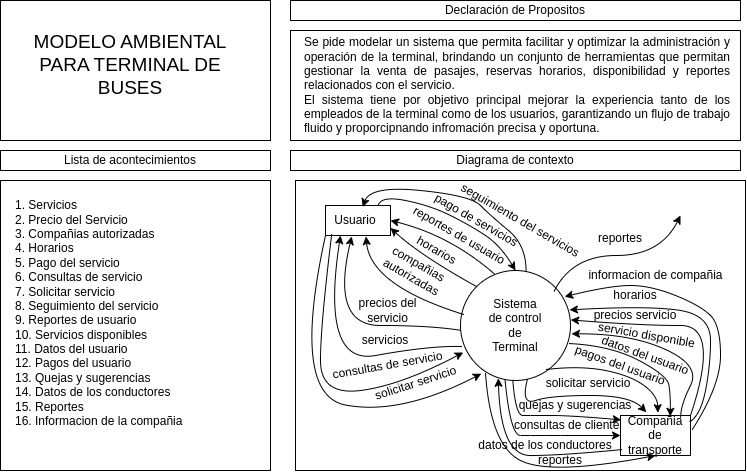 MODELO AMBIENTAL
PARA TERMINAL DE
BUSES
Declaración de Propositos
Se pide modelar un sistema que permita facilitar y optimizar la administración y
operación de la terminal, brindando un conjunto de herramientas que permitan
gestionar la venta de pasajes, reservas horarios, disponibilidad y reportes
relacionados con el servicio.
El sistema tiene por objetivo principal mejorar la experiencia tanto de los
empleados de la terminal como de los usuarios, garantizando un flujo de trabajo
fluido y proporcipnando infromación precisa y oportuna.
Lista de acontecimientos
1. Servicios
2. Precio del Servicio
3. Compañias autorizadas
4. Horarios
5. Pago del servicio
6. Consultas de servicio
7. Solicitar servicio
8. Seguimiento del servicio
9. Reportes de usuario
10. Servicios disponibles
11. Datos del usuario
12. Pagos del usuario
13. Quejas y sugerencias
14. Datos de los conductores
15. Reportes
16. Informacion de la compañía
Diagrama de contexto
Usuario
seguimiento del servicios
pago de servicios
reportes de usuario
horarios
compañias
autorizadas
precios del
servicio
servicios
consultas de servicio
solicitar servicio
Sistema
de control
de
Terminal
reportes
informacion de compañia
horarios
precios servicio
servicio disponible
datos del usuario
pagos del usuario
solicitar servicio
quejas y sugerencias
consultas de cliente
datos de los conductores
reportes
Compañia
de
transporte